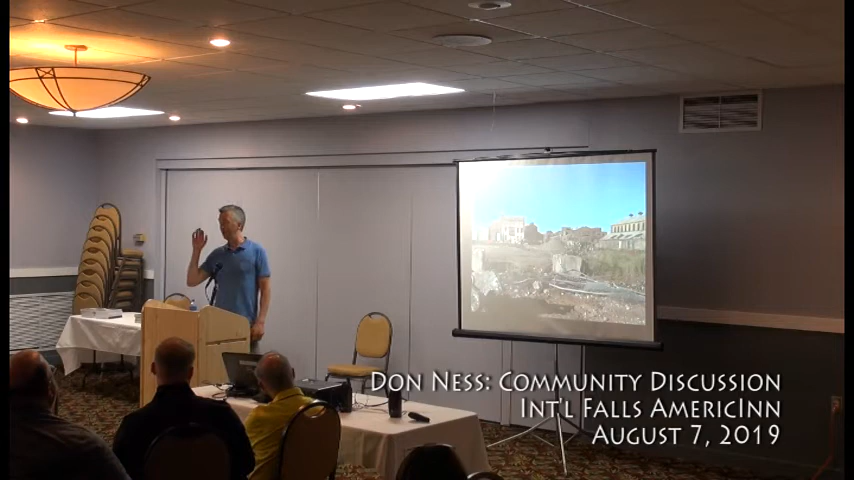 Don Ness: Community Discussion
Int'l Falls AmericInn
August 7, 2019